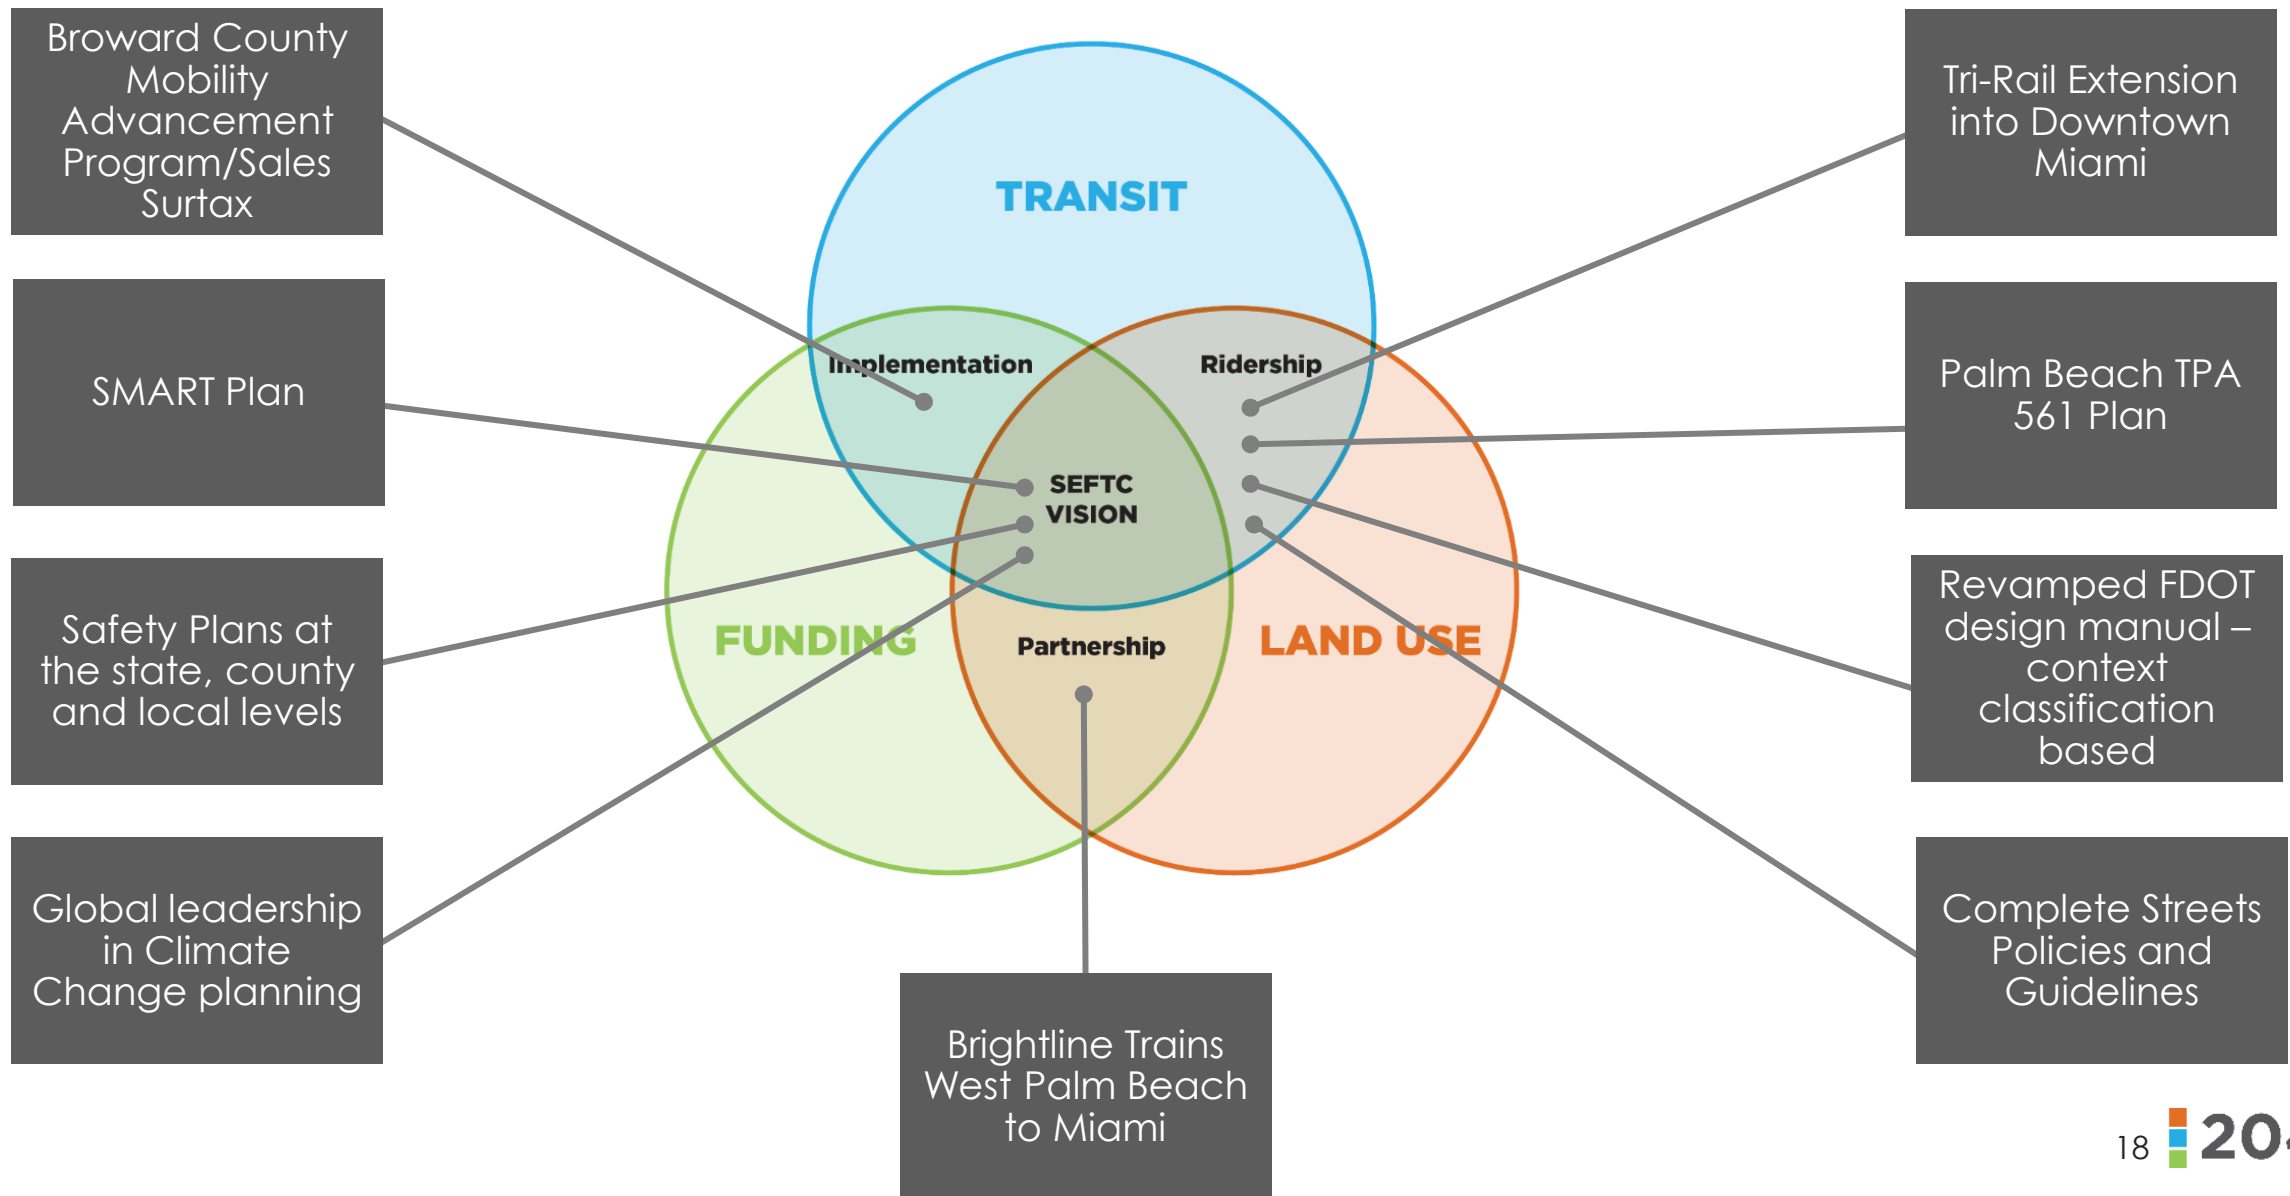 Broward County
Mobility
Advancement
Program/Sales
Surtax
SMART Plan
Safety Plans at
the state, county
and local levels
Global leadership
in Climate
Change planning
TRANSIT
Implementation
Ridership
SEFTC
VISION
FUNDING
Partnership
LAND USE
Brightline Trains
West Palm Beach
to Miami
Tri-Rail Extension
into Downtown
Miami
Palm Beach TPA
561 Plan
Revamped FDOT
design manual –
context
classification
based
Complete Streets
Policies and
Guidelines
18